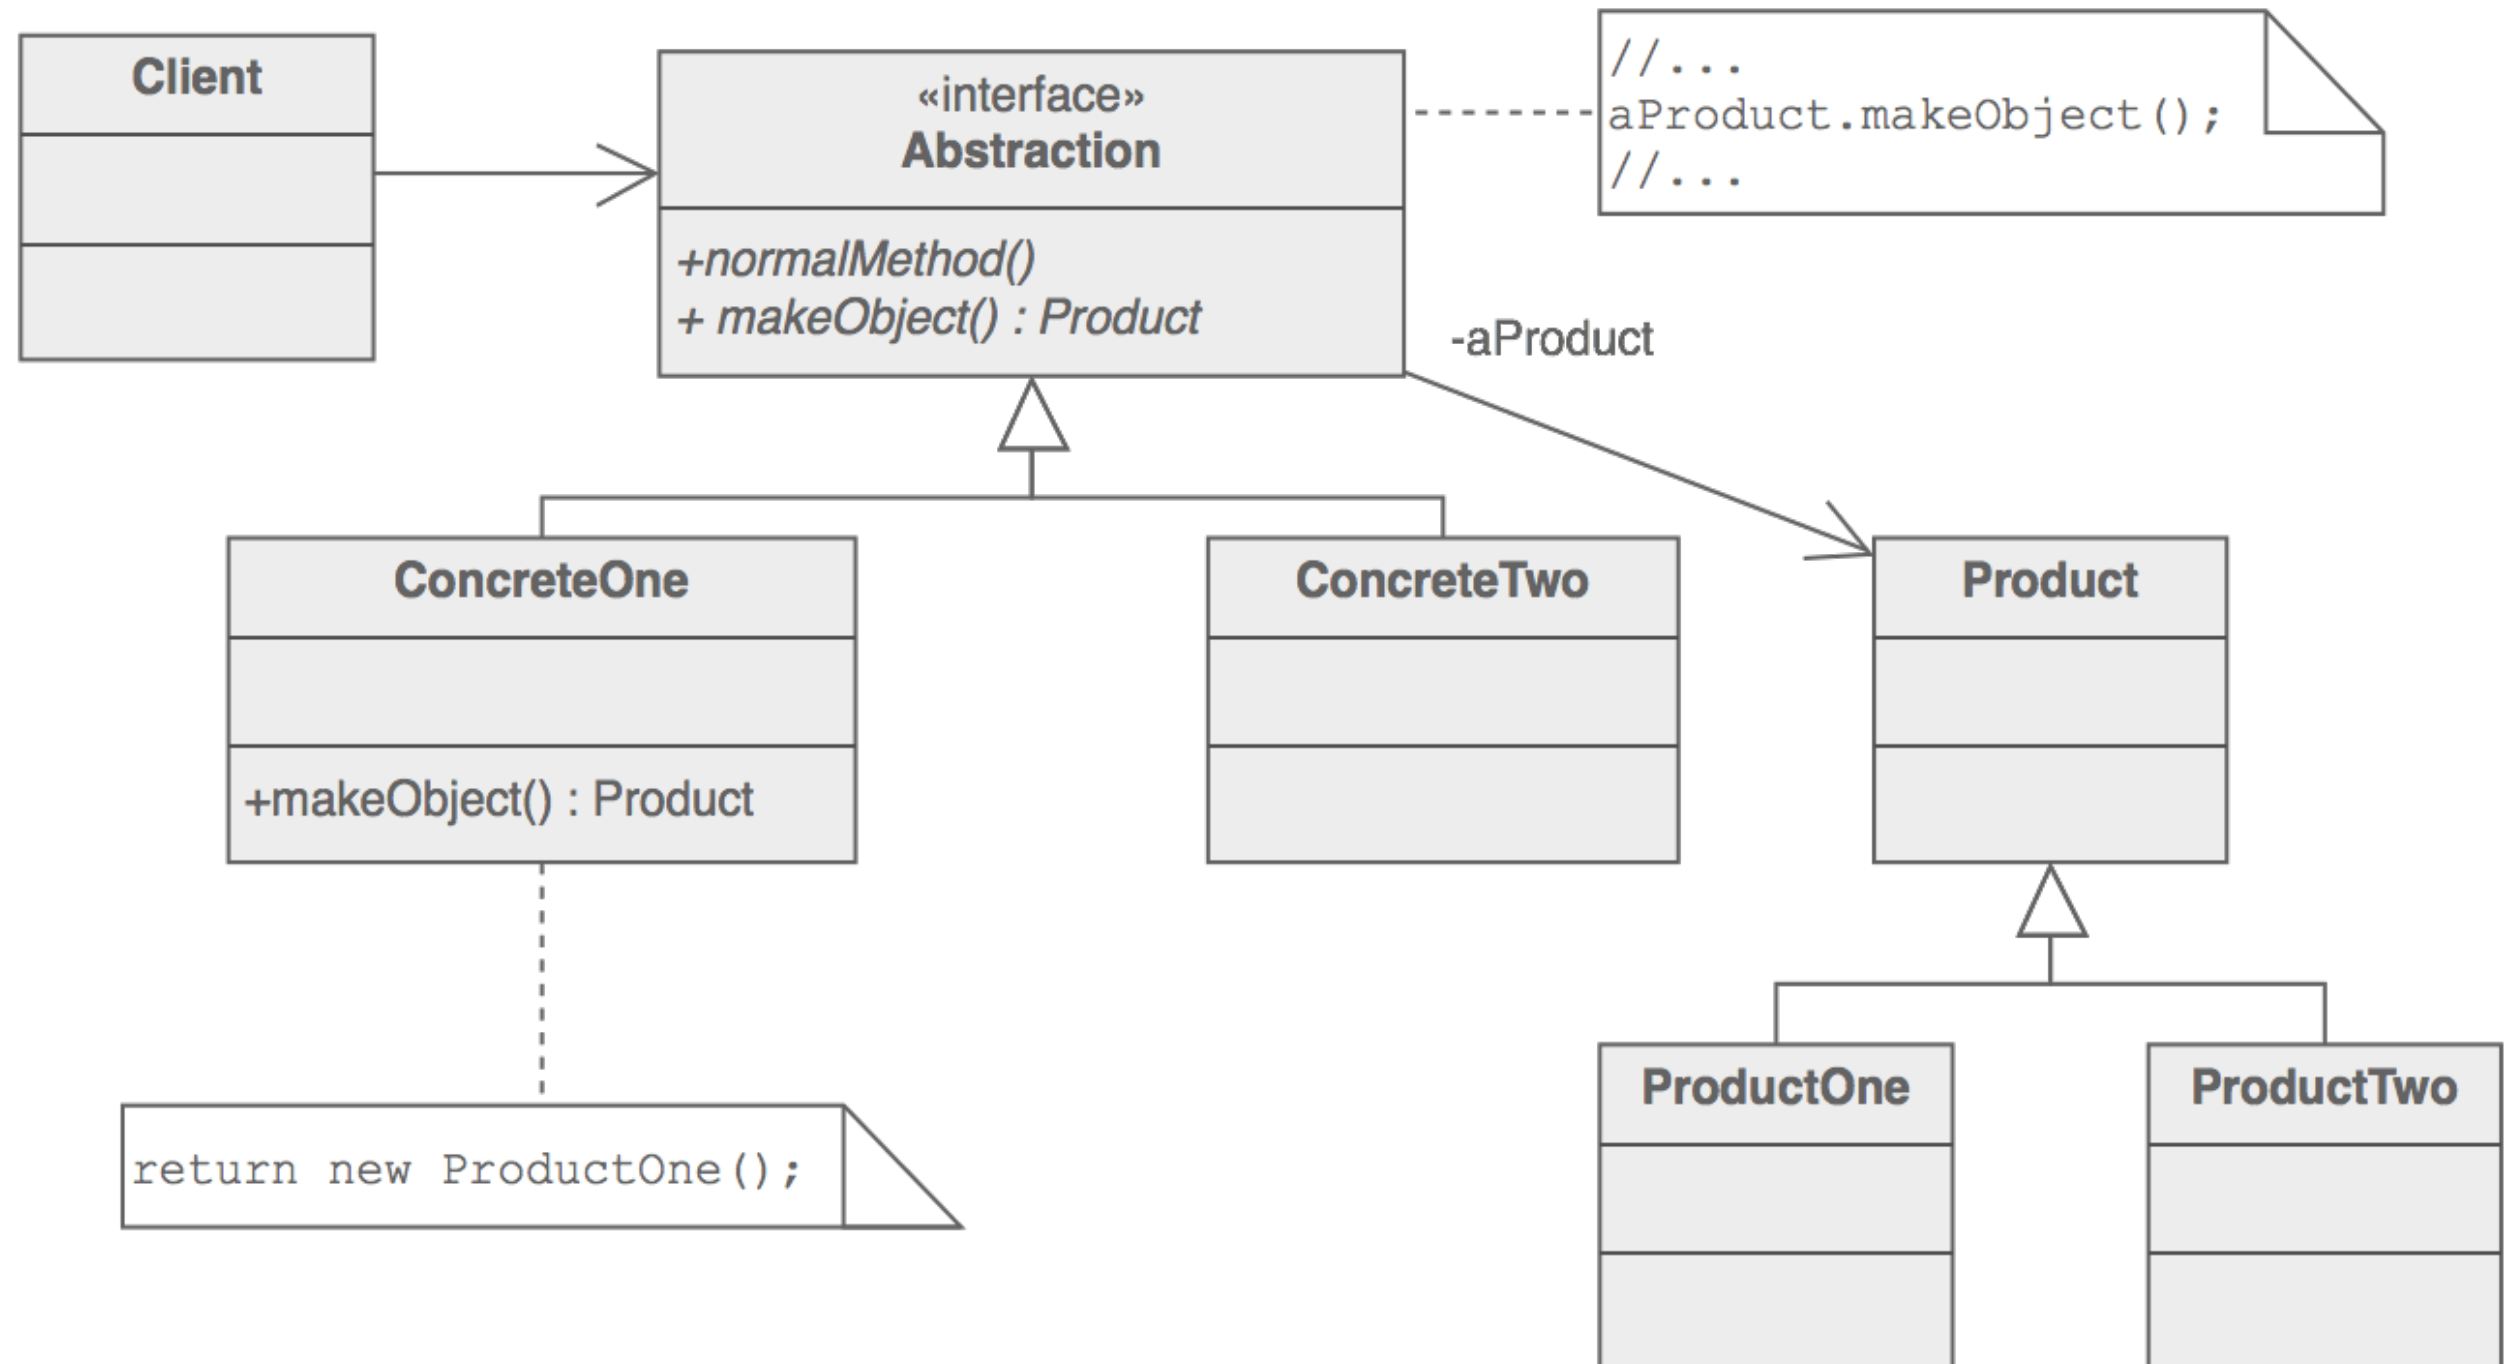 Client
«interface»
Abstraction
+normalMethod()
+ makeObject() : Product
//...
aProduct.makeObject();
//...
-aProduct
ConcreteOne
+makeObject() : Product
ConcreteTwo
Product
return new ProductOne();
ProductOne
ProductTwo